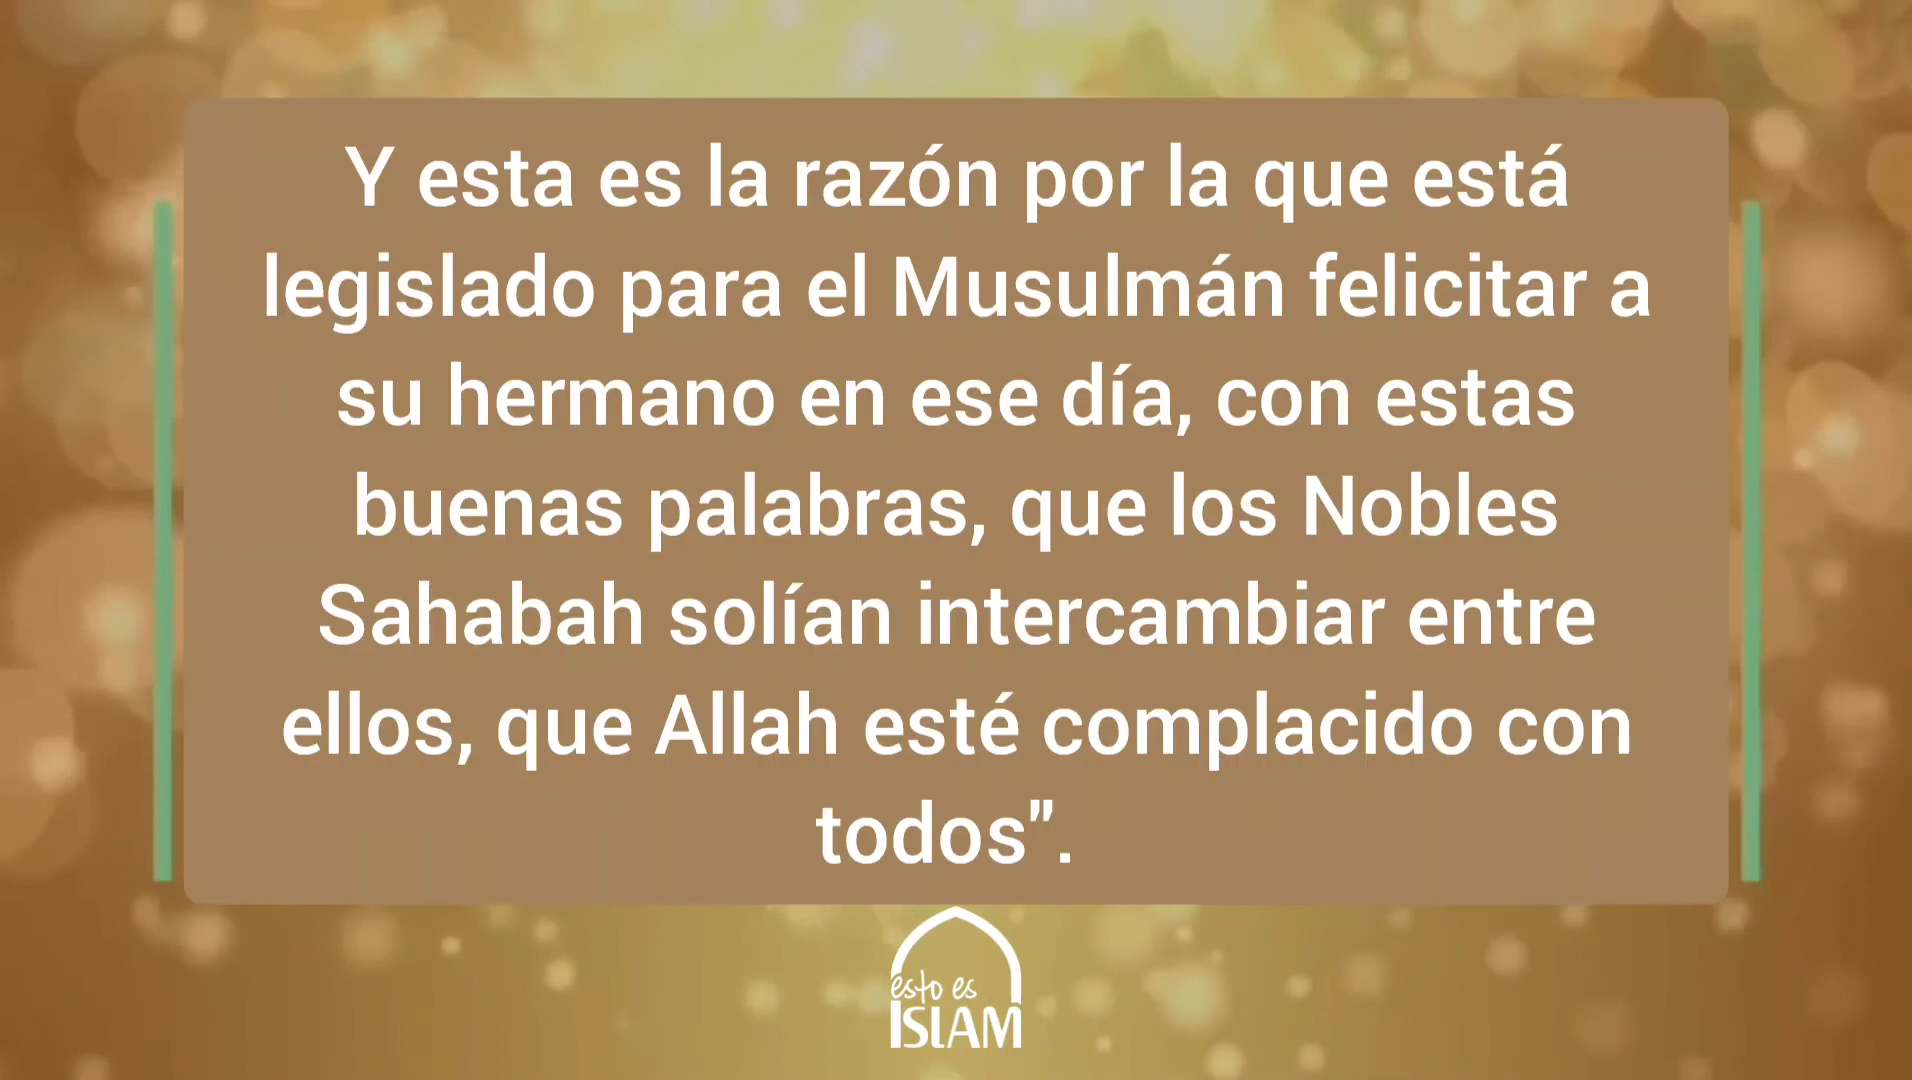 Y esta es la razón por la que está
legislado para el Musulmán felicitar a
su hermano en ese día, con estas
buenas palabras, que los Nobles
Sahabah solían intercambiar entre
ellos, que Allah esté complacido con
todos".
esto es
ISLAM